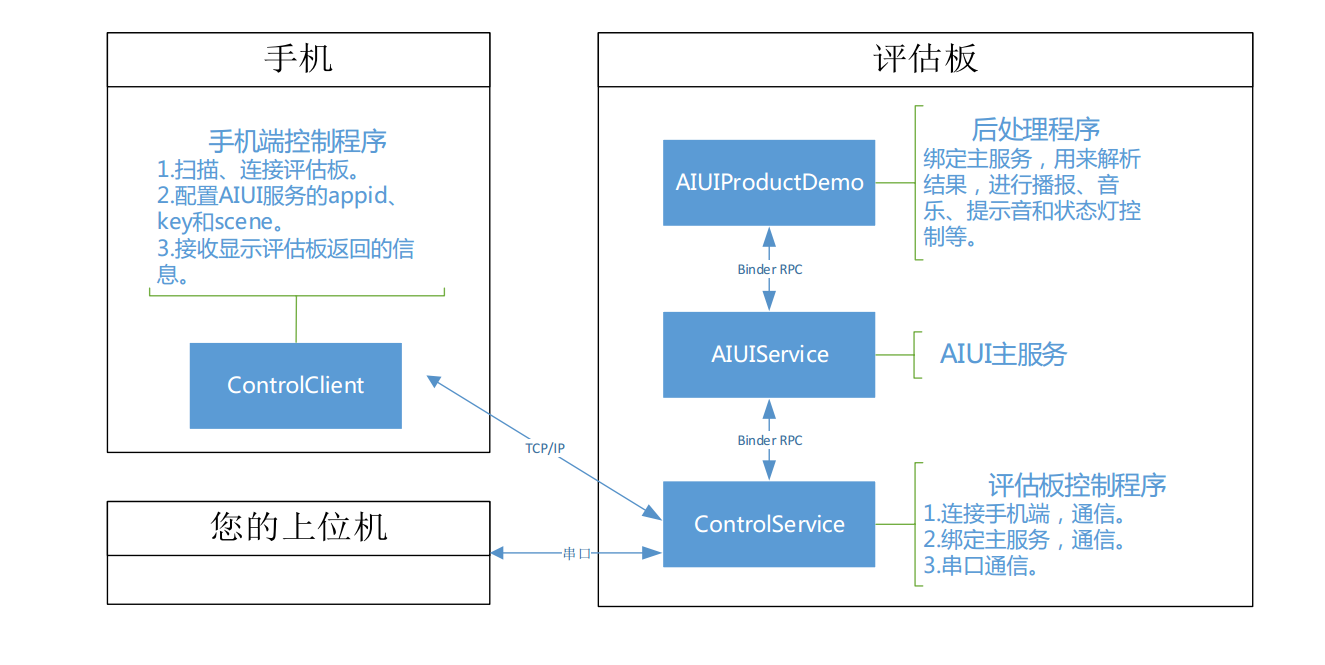 手机
手机端控制程序
1.扫描、连接评估板。
2.配置AIUI服务的appid、
key和scene。
3.接收显示评估板返回的信
息。
ControlClient
TCP/IP
您的上位机
串口
评估板
AIUIProductDemo
后处理程序
绑定主服务，用来解析
结果，进行播报、音
乐、提示音和状态灯控
制等。
Binder RPC
AIUIService
AIUI主服务
Binder RPC
ControlService
评估板控制程序
1.连接手机端，通信。
2.绑定主服务，通信。
3.串口通信。